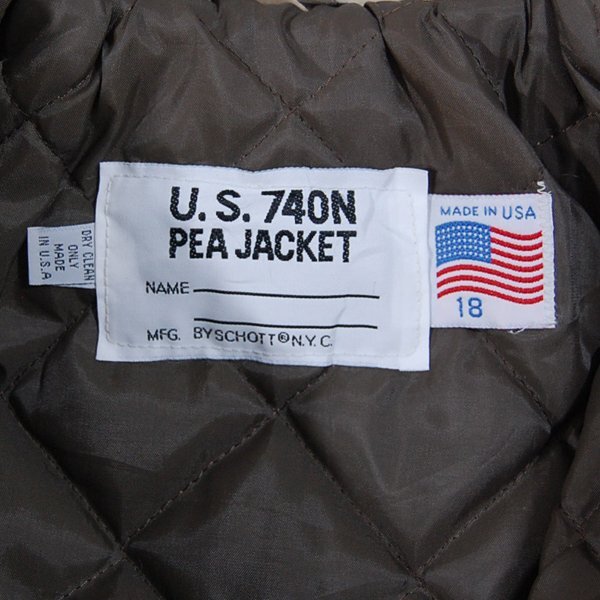 U.S. 740N
PEA JACKET
NAME
MFG. BY SCHOTT® N.Y.C.
MADE IN USA
18
DRY CLEAN
ONLY
MADE
IN U.S.A